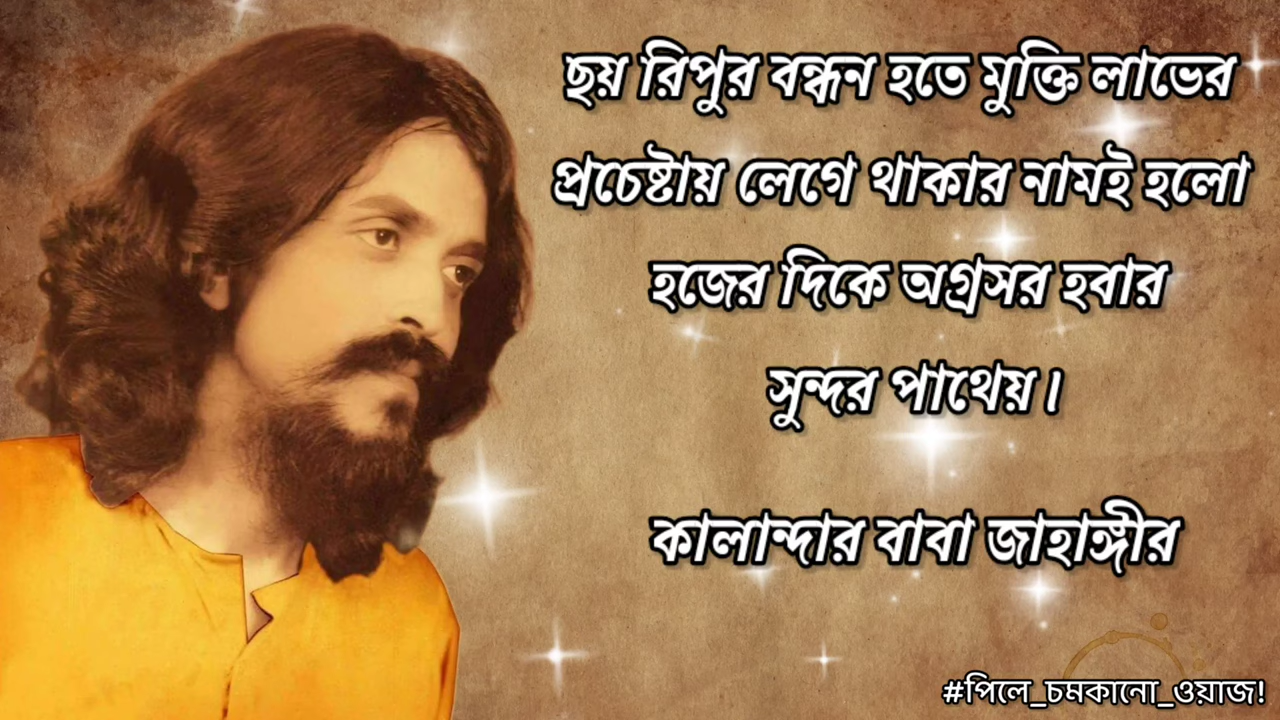 ছয় রিপুর বন্ধন হতে মুক্তি লাভের
প্রচেষ্টায় লেগে থাকার নামই হলো
হজের দিকে অগ্রসর হবার
সুন্দর পাথেয়।
কালান্দার বাবা জাহাঙ্গীর
#পিলে_চমকানো_ওয়াজ!